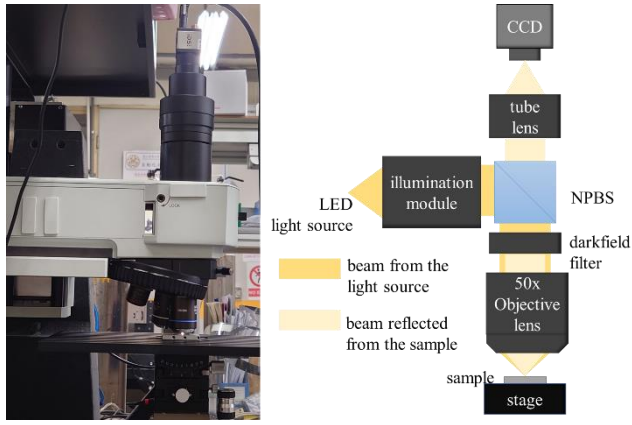 CCD
tube
lens
illumination
module
LED
light source
NPBS
darkfield
filter
beam from the
light source
50x
Objective
lens
beam reflected
from the sample
sample
stage